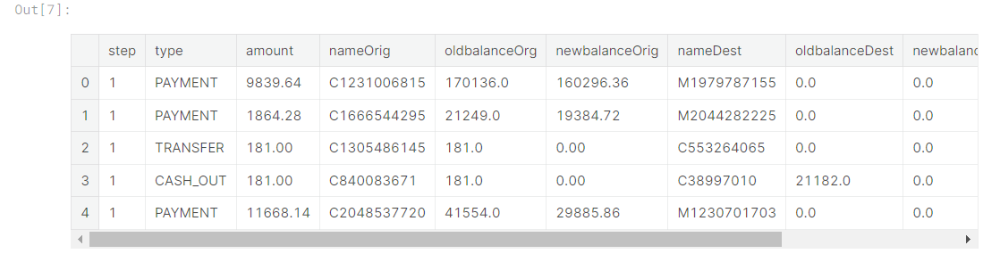 Out[7]:
step type amount nameOrig oldbalanceOrg newbalanceOrig nameDest oldbalanceDest newbalanc
0 1 PAYMENT 9839.64 C1231006815 170136.0 160296.36 M1979787155 0.0 0.0
1 1 PAYMENT 1864.28 C1666544295 21249.0 19384.72 M2044282225 0.0 0.0
2 1 TRANSFER 181.00 C1305486145 181.0 0.00 C553264065 0.0 0.0
3 1 CASH_OUT 181.00 C840083671 181.0 0.00 C38997010 21182.0 0.0
4 1 PAYMENT 11668.14 C2048537720 41554.0 29885.86 M1230701703 0.0 0.0